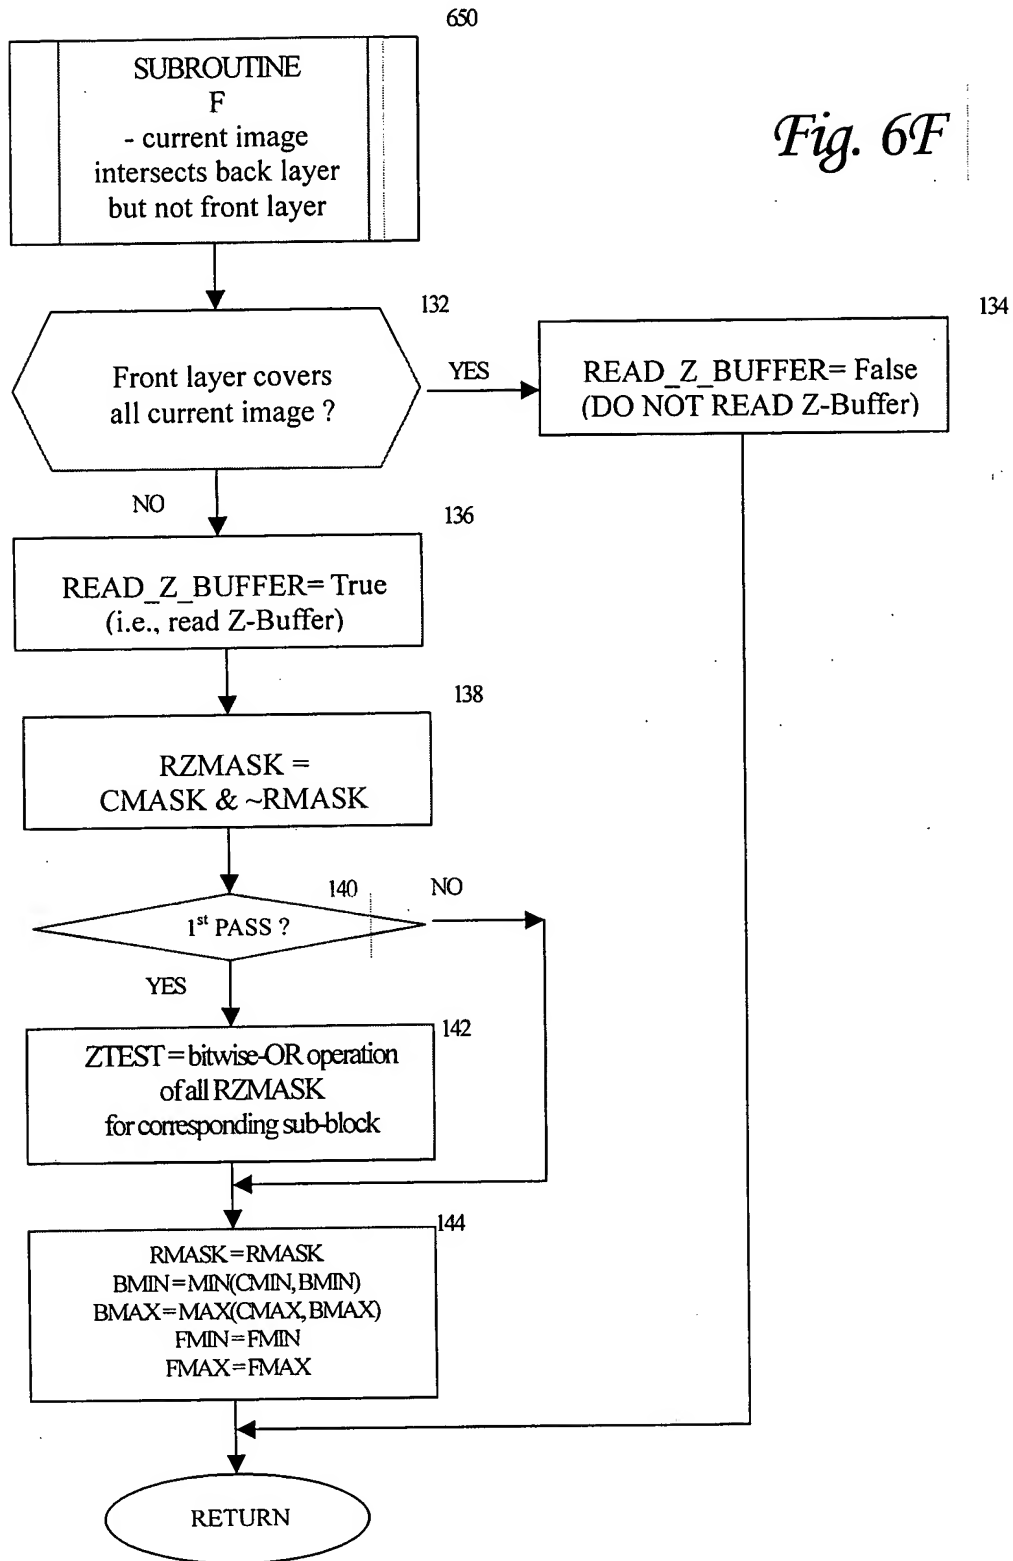 650
SUBROUTINE
F
- current image
intersects back layer
but not front layer
Fig. 6F
132
Front layer covers
all current image ?
YES
134
READ_Z_BUFFER= False
(DO NOT READ Z-Buffer)
NO
136
READ_Z_BUFFER= True
(i.e., read Z-Buffer)
138
RZMASK =
CMASK & ~RMASK
140
NO
1st PASS ?
YES
142
ZTEST = bitwise-OR operation
of all RZMASK
for corresponding sub-block
144
RMASK = RMASK
BMIN = MIN(CMIN, BMIN)
BMAX = MAX(CMAX, BMAX)
FMIN = FMIN
FMAX = FMAX
RETURN